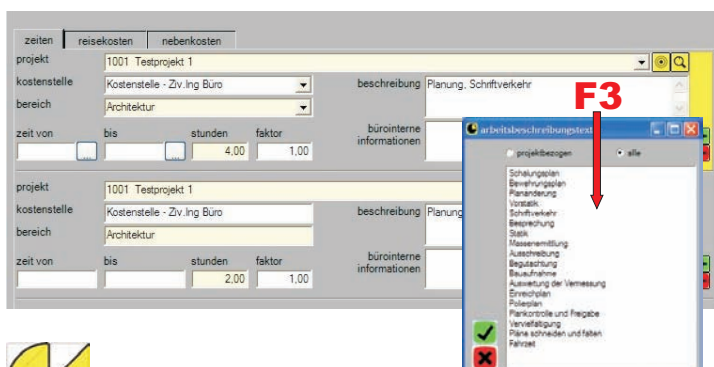 zeiten reisekosten nebenkosten
projekt 1001 Testprojekt 1
kostenstelle Kostenstelle - Ziv.Ing Büro beschreibung Planung, Schriftverkehr
F3
bereich Architektur
zeit von bis stunden faktor bürointerne informationen
... ... 4,00 1,00
arbeitsbeschreibungstext
projektbezogen alle
Schalungsplan
Bewehrungsplan
Planänderung
Vorstatik
Schriftverkehr
Besprechung
Statik
Massenermittlung
Ausschreibung
Begutachtung
Bauaufnahme
Auswertung der Vermessung
Einreichplan
Polierplan
Plankontrolle und Freigabe
Vervielfältigung
Pläne schneiden und falten
Fahrzeit
projekt 1001 Testprojekt 1
kostenstelle Kostenstelle - Ziv.Ing Büro beschreibung Planung
bereich Architektur
zeit von bis stunden faktor bürointerne informationen
2,00 1,00